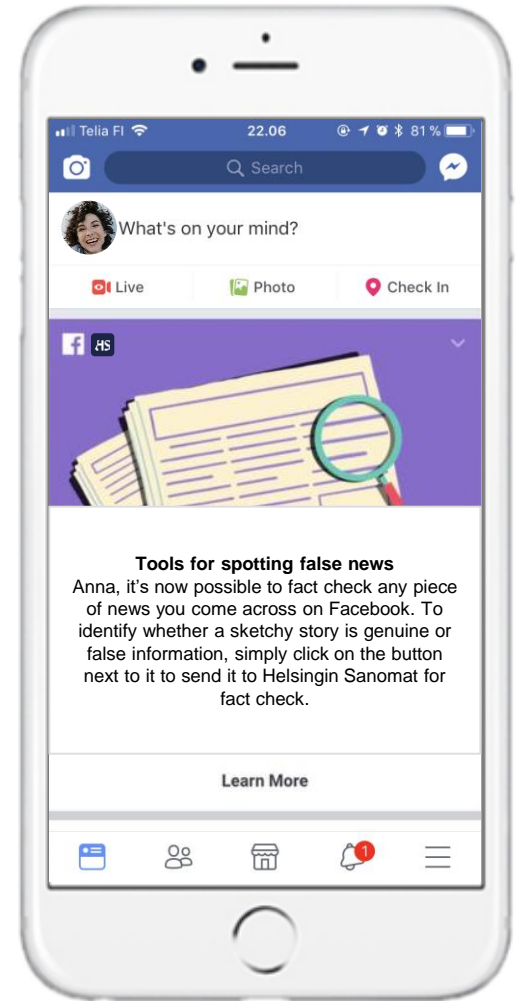 Telia FI 22.06 81 %
Search
What's on your mind?
Live Photo Check In
f HS
Tools for spotting false news
Anna, it’s now possible to fact check any piece
of news you come across on Facebook. To
identify whether a sketchy story is genuine or
false information, simply click on the button
next to it to send it to Helsingin Sanomat for
fact check.
Learn More
1